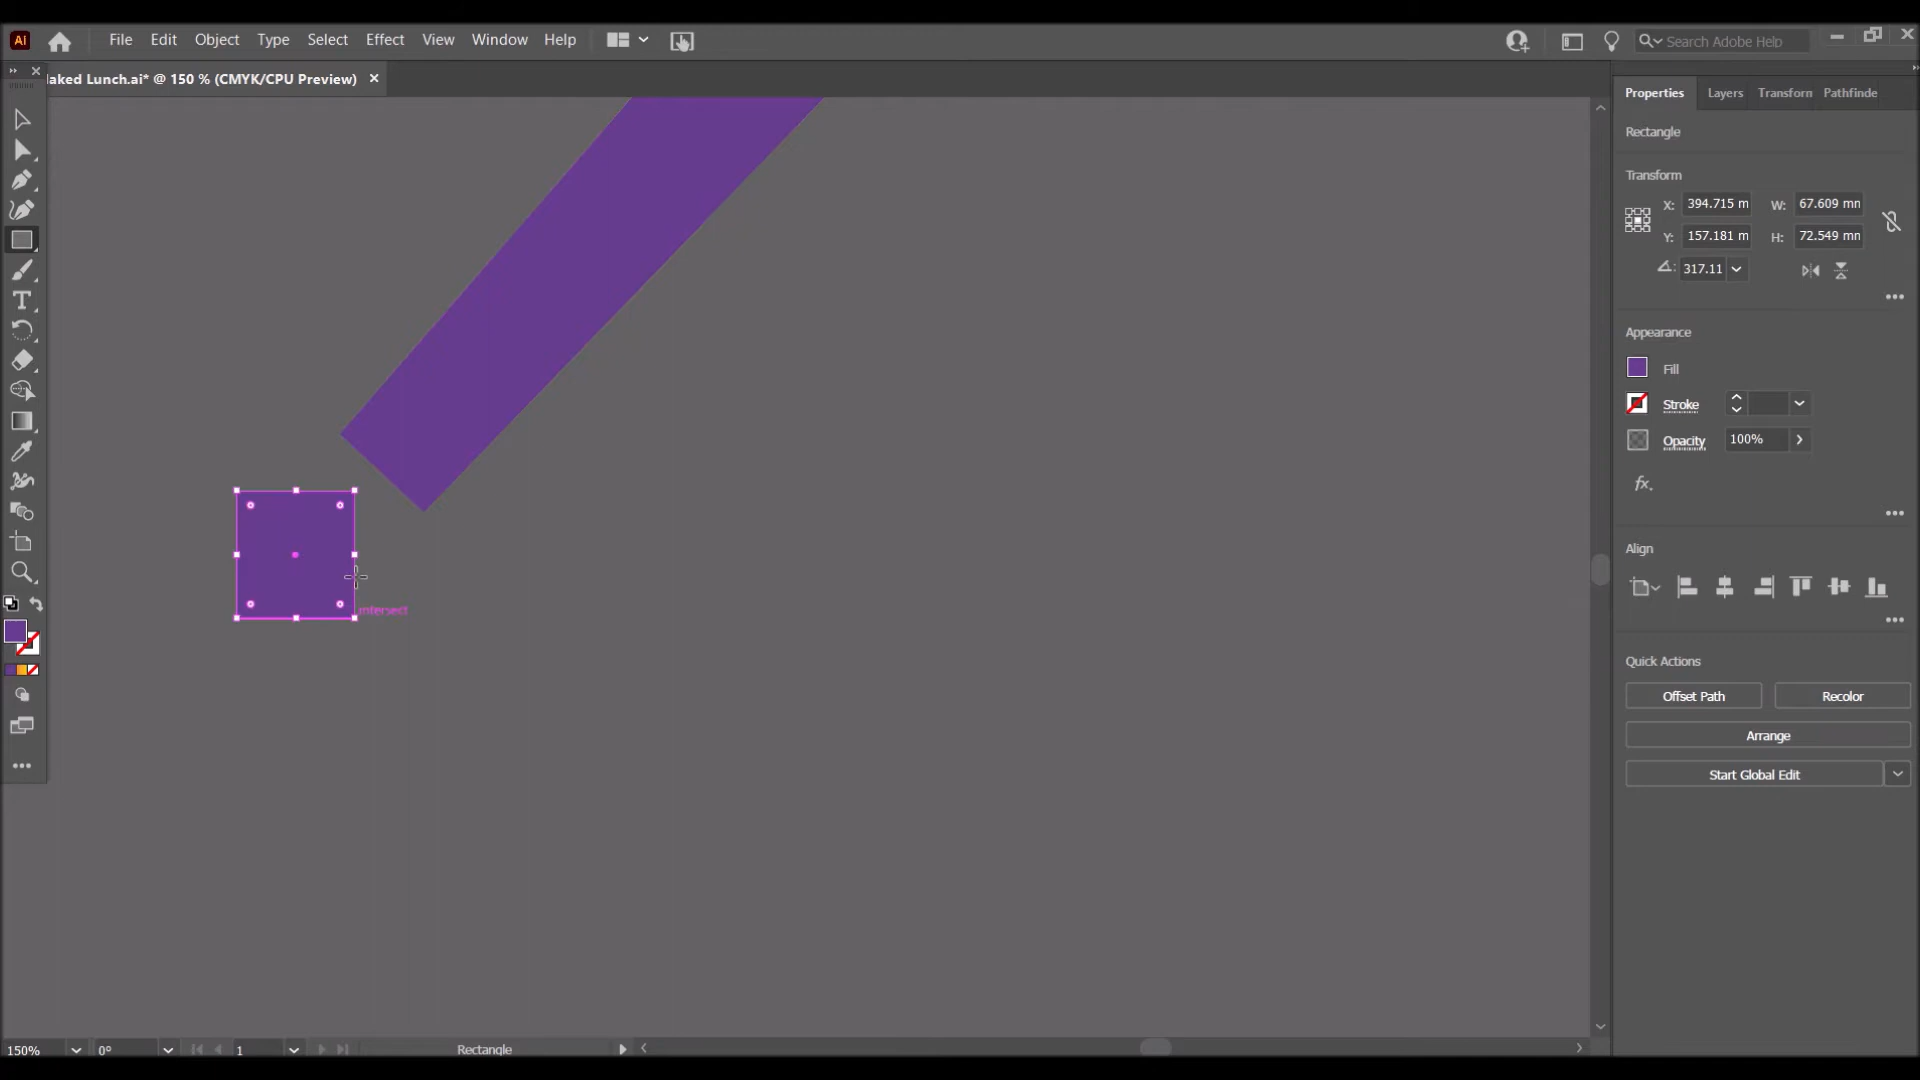 Ai File Edit Object Type Select Effect View Window Help Search Adobe Help
aked Lunch.ai* @ 150 % (CMYK/CPU Preview)
Properties Layers Transforn Pathfinde
Rectangle
Transform
X: 394.715 m W: 67.609 mn
Y: 157.181 m H: 72.549 mn
317.11
Appearance
Fill
Stroke
Opacity 100%
fx.
Align
intersect
Quick Actions
Offset Path Recolor
Arrange
Start Global Edit
150% 0° 1 Rectangle